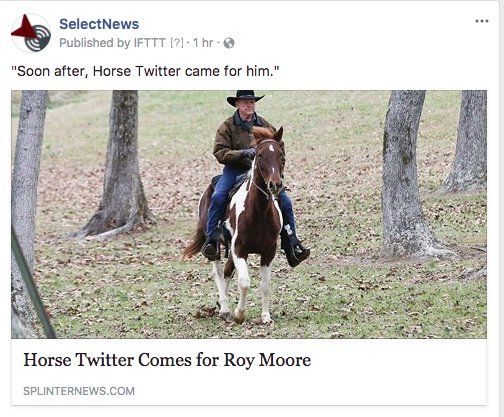 SelectNews
Published by IFTTT [?] · 1 hr ·
"Soon after, Horse Twitter came for him."
Horse Twitter Comes for Roy Moore
SPLINTERNEWS.COM